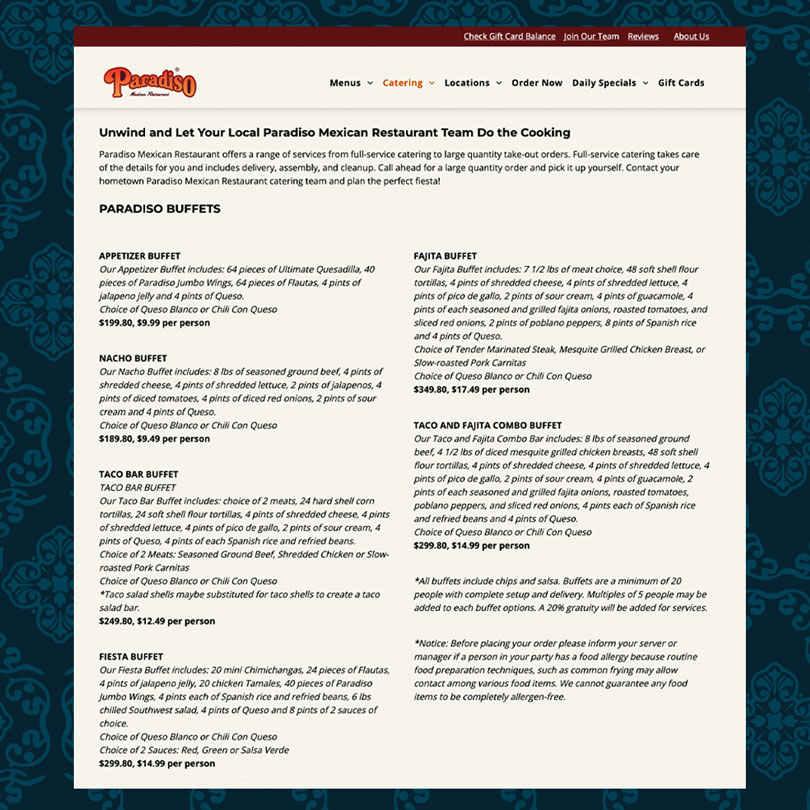 Check Gift Card Balance Join Our Team Reviews About Us
Paradiso®
Mexican Restaurant
Menus Catering Locations Order Now Daily Specials Gift Cards
Unwind and Let Your Local Paradiso Mexican Restaurant Team Do the Cooking
Paradiso Mexican Restaurant offers a range of services from full-service catering to large quantity take-out orders. Full-service catering takes care
of the details for you and includes delivery, assembly, and cleanup. Call ahead for a large quantity order and pick it up yourself. Contact your
hometown Paradiso Mexican Restaurant catering team and plan the perfect fiesta!
PARADISO BUFFETS
APPETIZER BUFFET
Our Appetizer Buffet includes: 64 pieces of Ultimate Quesadilla, 40
pieces of Paradiso Jumbo Wings, 64 pieces of Flautas, 4 pints of
jalapeno jelly and 4 pints of Queso.
Choice of Queso Blanco or Chili Con Queso
$199.80, $9.99 per person
NACHO BUFFET
Our Nacho Buffet includes: 8 lbs of seasoned ground beef, 4 pints of
shredded cheese, 4 pints of shredded lettuce, 2 pints of jalapenos, 4
pints of diced tomatoes, 4 pints of diced red onions, 2 pints of sour
cream and 4 pints of Queso.
Choice of Queso Blanco or Chili Con Queso
$189.80, $9.49 per person
TACO BAR BUFFET
TACO BAR BUFFET
Our Taco Bar Buffet includes: choice of 2 meats, 24 hard shell corn
tortillas, 24 soft shell flour tortillas, 4 pints of shredded cheese, 4 pints
of shredded lettuce, 4 pints of pico de gallo, 2 pints of sour cream, 4
pints of Queso, 4 pints of each Spanish rice and refried beans.
Choice of 2 Meats: Seasoned Ground Beef, Shredded Chicken or Slow-
roasted Pork Carnitas
Choice of Queso Blanco or Chili Con Queso
*Taco salad shells maybe substituted for taco shells to create a taco
salad bar.
$249.80, $12.49 per person
FIESTA BUFFET
Our Fiesta Buffet includes: 20 mini Chimichangas, 24 pieces of Flautas,
4 pints of jalapeno jelly, 20 chicken Tamales, 40 pieces of Paradiso
Jumbo Wings, 4 pints each of Spanish rice and refried beans, 6 lbs
chilled Southwest salad, 4 pints of Queso and 8 pints of 2 sauces of
choice.
Choice of Queso Blanco or Chili Con Queso
Choice of 2 Sauces: Red, Green or Salsa Verde
$299.80, $14.99 per person
FAJITA BUFFET
Our Fajita Buffet includes: 7 1/2 lbs of meat choice, 48 soft shell flour
tortillas, 4 pints of shredded cheese, 4 pints of shredded lettuce, 4
pints of pico de gallo, 2 pints of sour cream, 4 pints of guacamole, 4
pints of each seasoned and grilled fajita onions, roasted tomatoes, and
sliced red onions, 2 pints of poblano peppers, 8 pints of Spanish rice
and 4 pints of Queso.
Choice of Tender Marinated Steak, Mesquite Grilled Chicken Breast, or
Slow-roasted Pork Carnitas
Choice of Queso Blanco or Chili Con Queso
$349.80, $17.49 per person
TACO AND FAJITA COMBO BUFFET
Our Taco and Fajita Combo Bar includes: 8 lbs of seasoned ground
beef, 4 1/2 lbs of diced mesquite grilled chicken breasts, 48 soft shell
flour tortillas, 4 pints of shredded cheese, 4 pints of shredded lettuce, 4
pints of pico de gallo, 2 pints of sour cream, 4 pints of guacamole, 2
pints of each seasoned and grilled fajita onions, roasted tomatoes,
poblano peppers, and sliced red onions, 4 pints each of Spanish rice
and refried beans and 4 pints of Queso.
Choice of Queso Blanco or Chili Con Queso
$299.80, $14.99 per person
*All buffets include chips and salsa. Buffets are a minimum of 20
people with complete setup and delivery. Multiples of 5 people may be
added to each buffet options. A 20% gratuity will be added for services.
*Notice: Before placing your order please inform your server or
manager if a person in your party has a food allergy because routine
food preparation techniques, such as common frying may allow
contact among various food items. We cannot guarantee any food
items to be completely allergen-free.